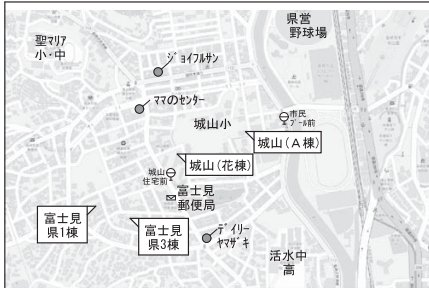 県営
野球場
聖マリア
小・中
ジョイフルサン
ママのセンター
市民
プール前
城山小
城山(A棟)
城山(花棟)
城山
住宅前
富士見
郵便局
富士見
県1棟
富士見
県3棟
デイリー
ヤマザキ
活水中
高